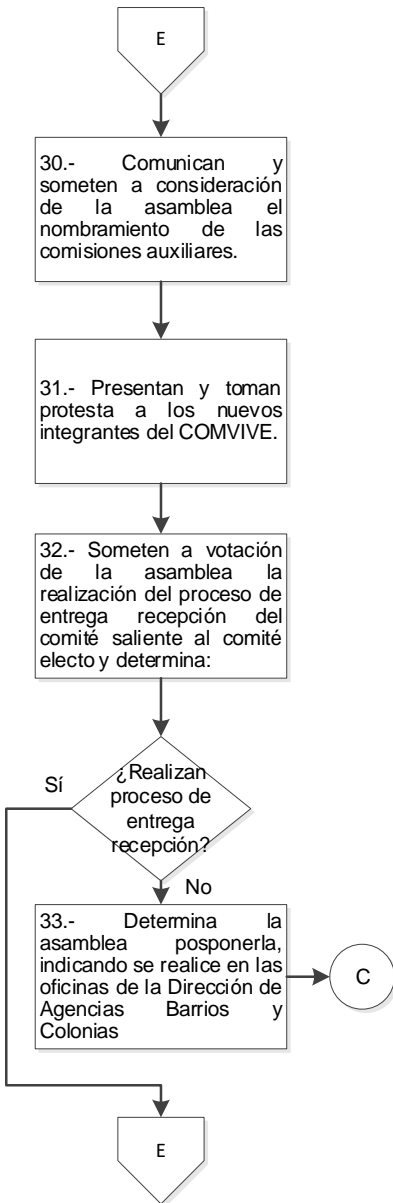 E
30.- Comunican y
someten a consideración
de la asamblea el
nombramiento de las
comisiones auxiliares.
31.- Presentan y toman
protesta a los nuevos
integrantes del COMVIVE.
32.- Someten a votación
de la asamblea la
realización del proceso de
entrega recepción del
comité saliente al comité
electo y determina:
Sí
¿Realizan
proceso de
entrega
recepción?
No
33.- Determina la
asamblea posponerla,
indicando se realice en las
oficinas de la Dirección de
Agencias Barrios y
Colonias
C
E